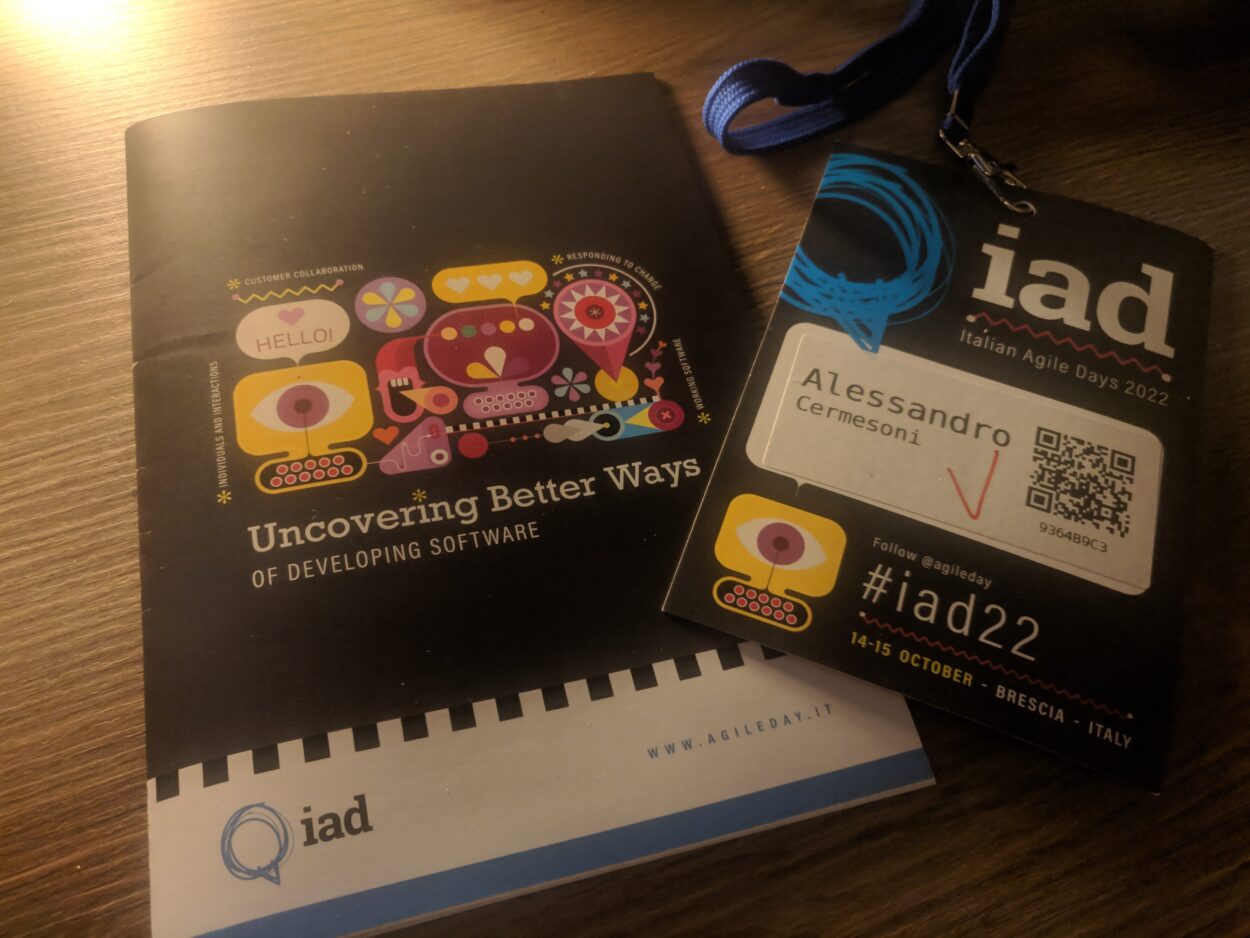 * CUSTOMER COLLABORATION
* RESPONDING TO CHANGE
HELLO!
* INDIVIDUALS AND INTERACTIONS
* WORKING SOFTWARE
Uncovering Better Ways
OF DEVELOPING SOFTWARE
WWW.AGILEDAY.IT
iad
iad
Italian Agile Days 2022
Alessandro
Cermesoni
9364B9C3
Follow @agileday
#iad22
14-15 OCTOBER - BRESCIA - ITALY